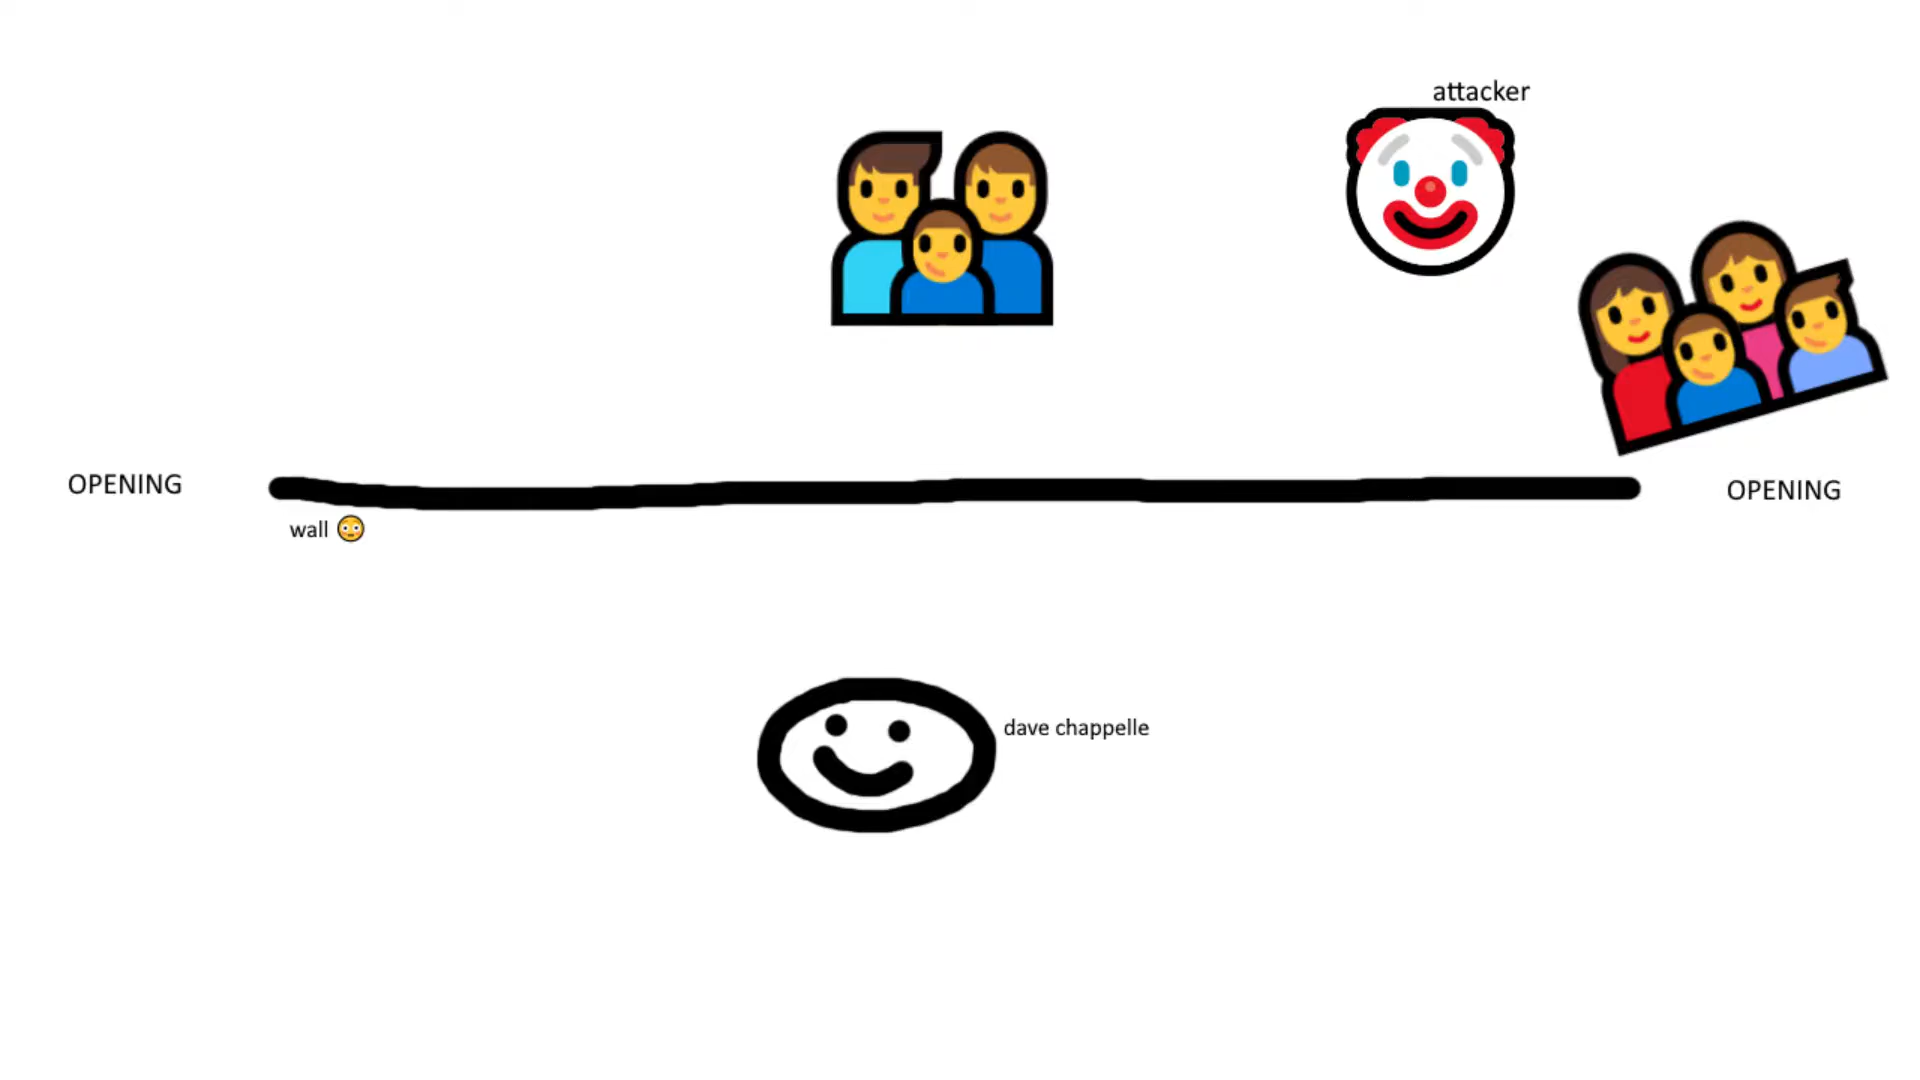 attacker
OPENING
OPENING
wall 😳
dave chappelle